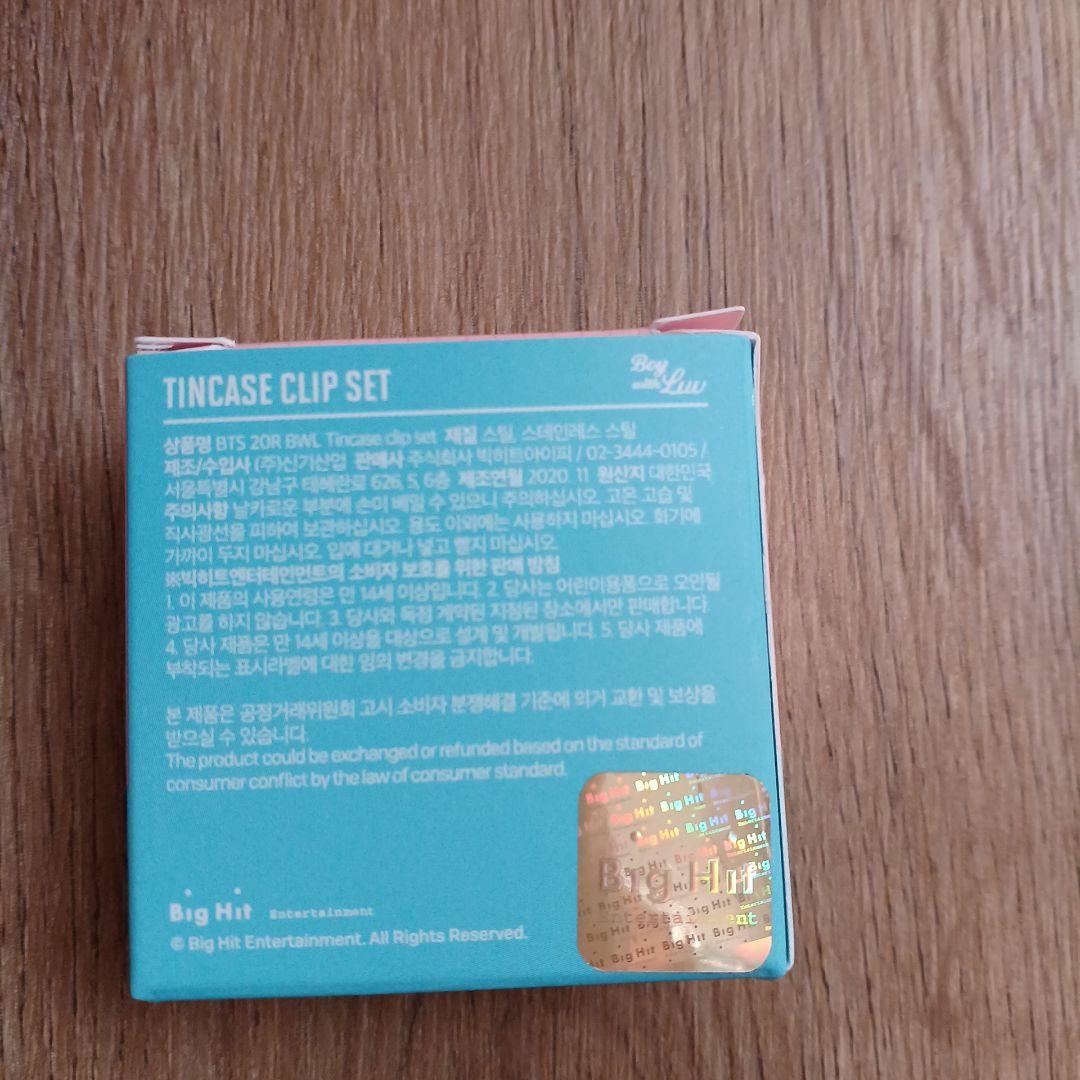 TINCASE CLIP SET
Boy with Luv
상품명 BTS 20R BWL Tincase clip set 재질 스틸, 스테인레스 스틸
제조/수입사 (주)신기산업 판매사 주식회사 빅히트아이피 / 02-3444-0105 /
서울특별시 강남구 테헤란로 626, 5, 6층 제조연월 2020. 11 원산지 대한민국
주의사항 날카로운 부분에 손이 베일 수 있으니 주의하십시오. 고온 고습 및
직사광선을 피하여 보관하십시오. 용도 이외에는 사용하지 마십시오. 화기에
가까이 두지 마십시오. 입에 대거나 넣고 빨지 마십시오.
※빅히트엔터테인먼트의 소비자 보호를 위한 판매 방침
1. 이 제품의 사용연령은 만 14세 이상입니다. 2. 당사는 어린이용품으로 오인될
광고를 하지 않습니다. 3. 당사와 독점 계약된 지정된 장소에서만 판매합니다.
4. 당사 제품은 만 14세 이상을 대상으로 설계 및 개발됩니다. 5. 당사 제품에
부착되는 표시라벨에 대한 임의 변경을 금지합니다.
본 제품은 공정거래위원회 고시 소비자 분쟁해결 기준에 의거 교환 및 보상을
받으실 수 있습니다.
The product could be exchanged or refunded based on the standard of
consumer conflict by the law of consumer standard.
Big Hit Entertainment
© Big Hit Entertainment. All Rights Reserved.
Big Hit
Entertainment